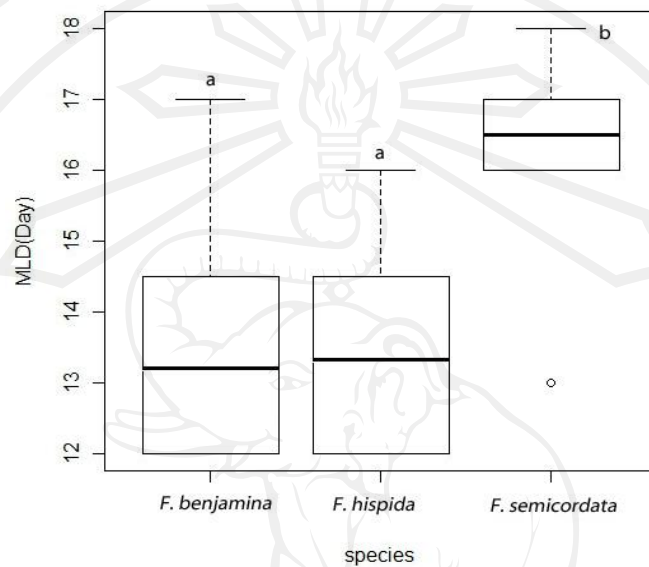 18
17
16
15
14
13
12
MLD(Day)
a
a
b
F. benjamina F. hispida F. semicordata
species